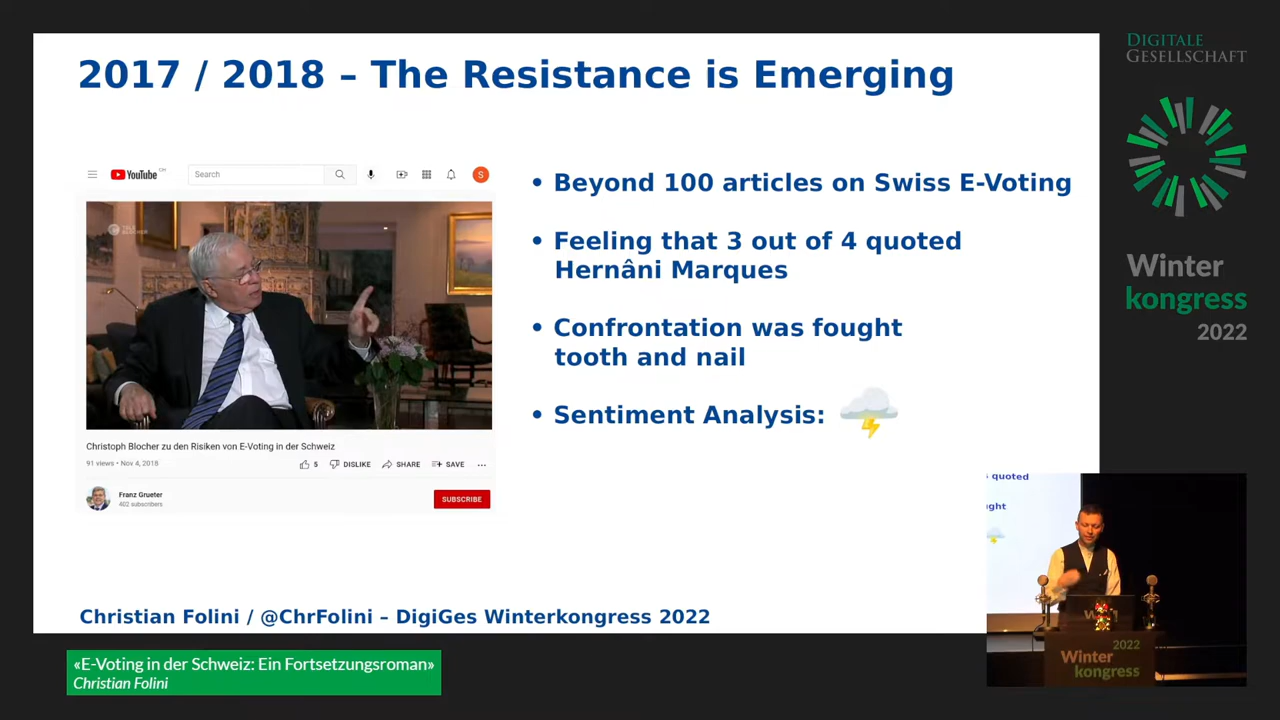 2017 / 2018 – The Resistance is Emerging
DIGITALE
GESELLSCHAFT
Winter
kongress
2022
YouTube CH
Search
S
Christoph Blocher zu den Risiken von E-Voting in der Schweiz
91 views • Nov 4, 2018
5
DISLIKE
SHARE
SAVE
Franz Grueter
402 subscribers
SUBSCRIBE
• Beyond 100 articles on Swiss E-Voting
• Feeling that 3 out of 4 quoted
Hernâni Marques
• Confrontation was fought
tooth and nail
• Sentiment Analysis:
Christian Folini / @ChrFolini – DigiGes Winterkongress 2022
quoted
ght
2022
Winter
kongress
«E-Voting in der Schweiz: Ein Fortsetzungsroman»
Christian Folini